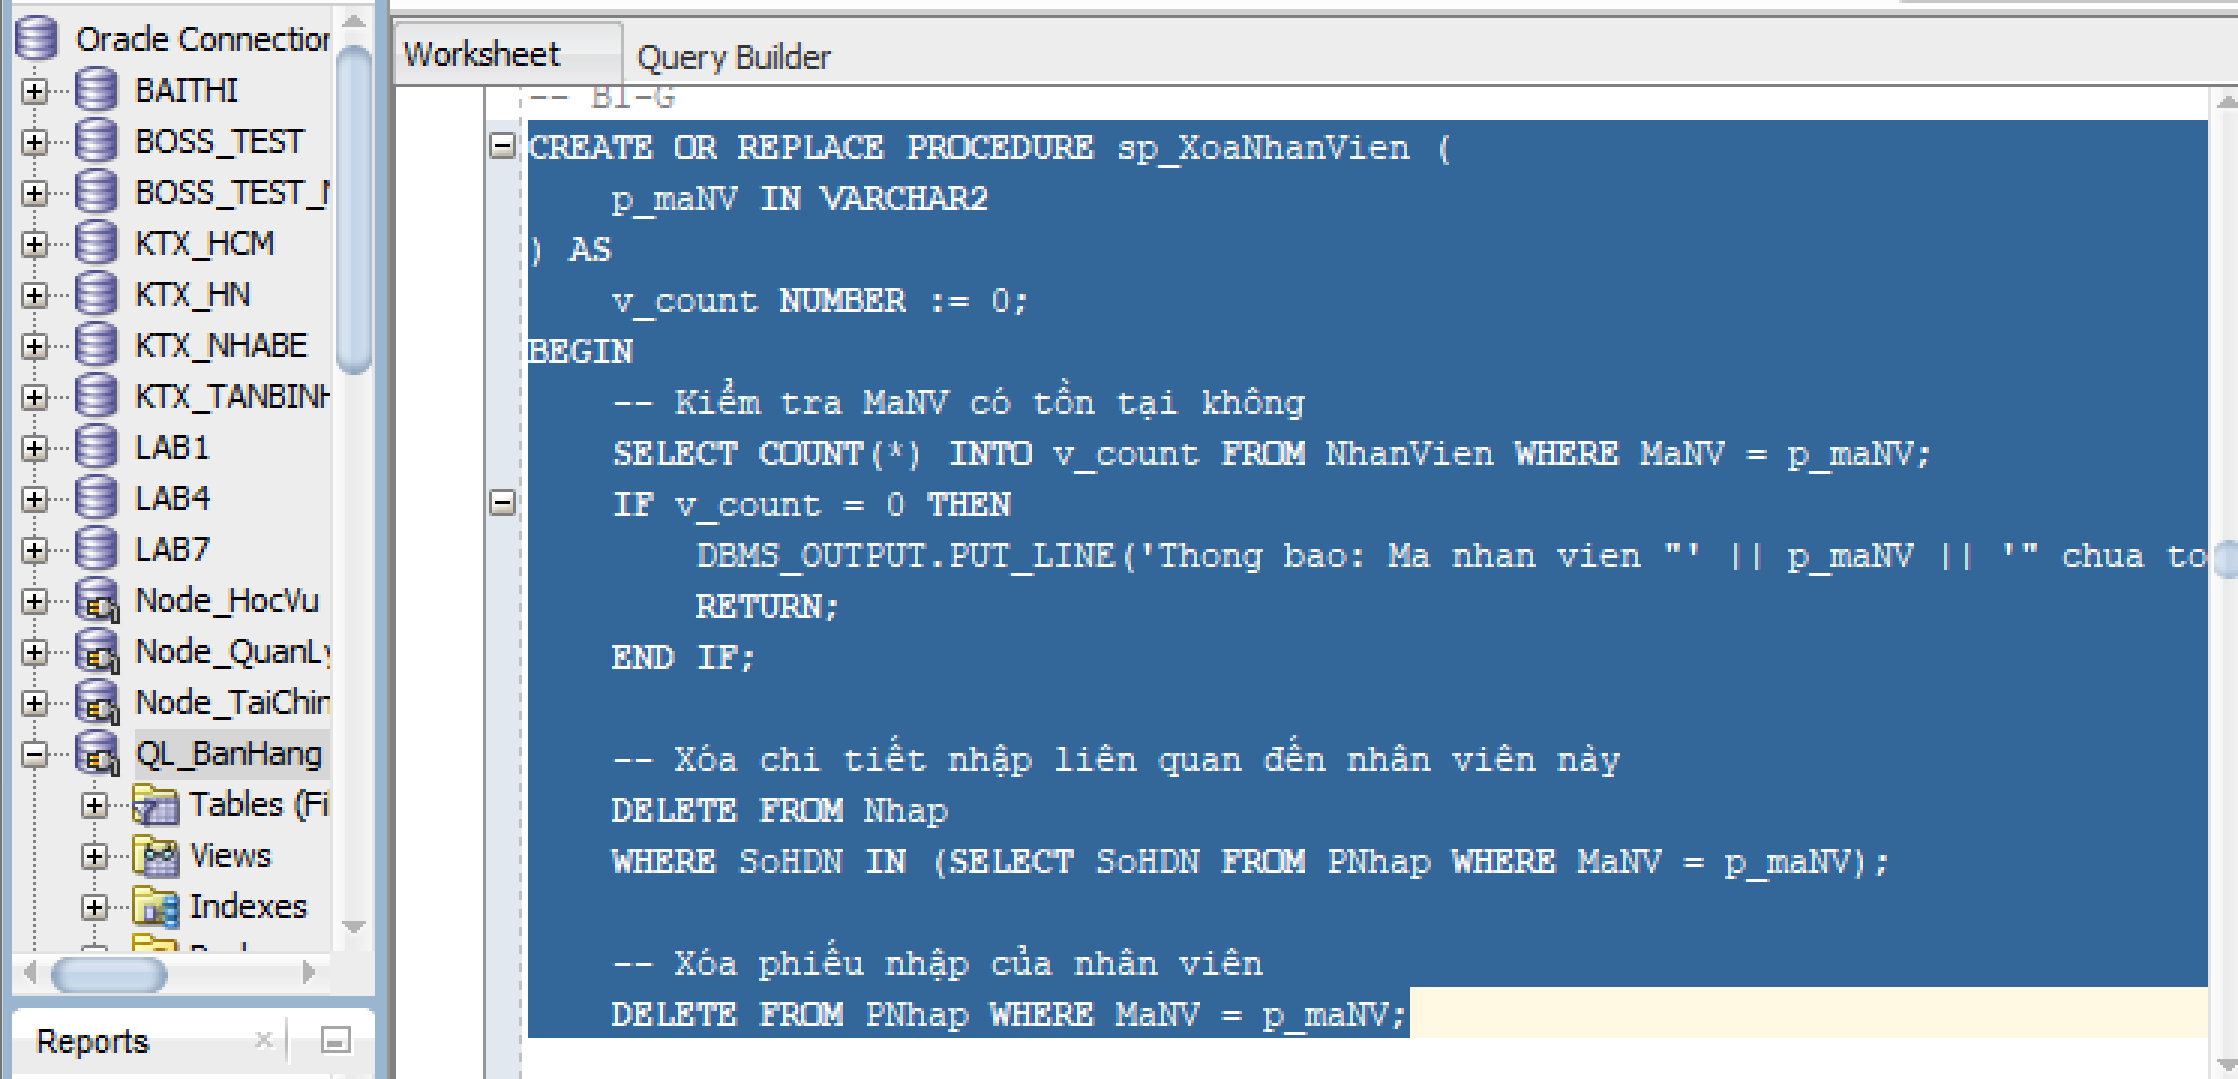 Oracle Connection
BAITHI
BOSS_TEST
BOSS_TEST_
KTX_HCM
KTX_HN
KTX_NHABE
KTX_TANBINH
LAB1
LAB4
LAB7
Node_HocVu
Node_QuanLy
Node_TaiChin
QL_BanHang
Tables (Fi
Views
Indexes
Reports
Worksheet Query Builder
-- B1-G
CREATE OR REPLACE PROCEDURE sp_XoaNhanVien (
p_maNV IN VARCHAR2
) AS
v_count NUMBER := 0;
BEGIN
-- Kiểm tra MaNV có tồn tại không
SELECT COUNT(*) INTO v_count FROM NhanVien WHERE MaNV = p_maNV;
IF v_count = 0 THEN
DBMS_OUTPUT.PUT_LINE('Thong bao: Ma nhan vien "' || p_maNV || '" chua to
RETURN;
END IF;
-- Xóa chi tiết nhập liên quan đến nhân viên này
DELETE FROM Nhap
WHERE SoHDN IN (SELECT SoHDN FROM PNhap WHERE MaNV = p_maNV);
-- Xóa phiếu nhập của nhân viên
DELETE FROM PNhap WHERE MaNV = p_maNV;